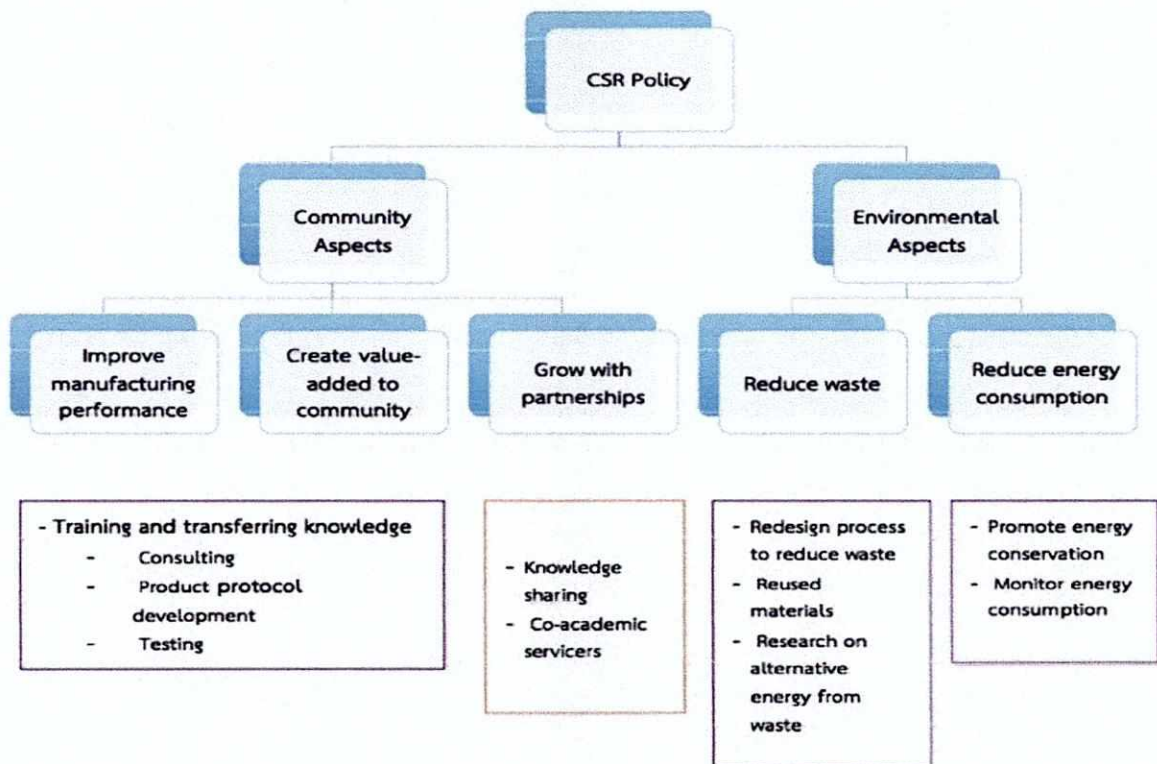 CSR Policy
Community
Aspects
Environmental
Aspects
Improve
manufacturing
performance
Create value-
added to
community
Grow with
partnerships
Reduce waste
Reduce energy
consumption
- Training and transferring knowledge
- Consulting
- Product protocol
development
- Testing
- Knowledge
sharing
- Co-academic
servicers
- Redesign process
to reduce waste
- Reused
materials
- Research on
alternative
energy from
waste
- Promote energy
conservation
- Monitor energy
consumption